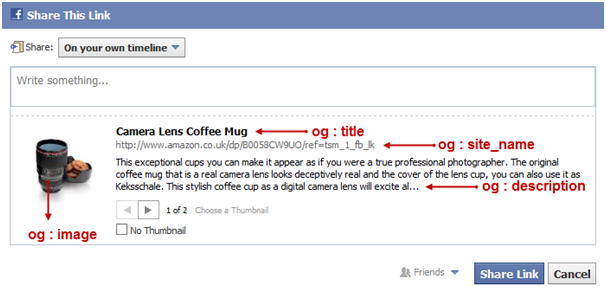 f Share This Link
Share: On your own timeline
Write something...
Camera Lens Coffee Mug og : title
http://www.amazon.co.uk/dp/B0058CW9UO/ref=tsm_1_fb_lk og : site_name
This exceptional cups you can make it appear as if you were a true professional photographer. The original
coffee mug that is a real camera lens looks deceptively real and the cover of the lens cup, you can also use it as
Keksschale. This stylish coffee cup as a digital camera lens will excite al... og : description
1 of 2 Choose a Thumbnail
No Thumbnail
og : image
Friends Share Link Cancel